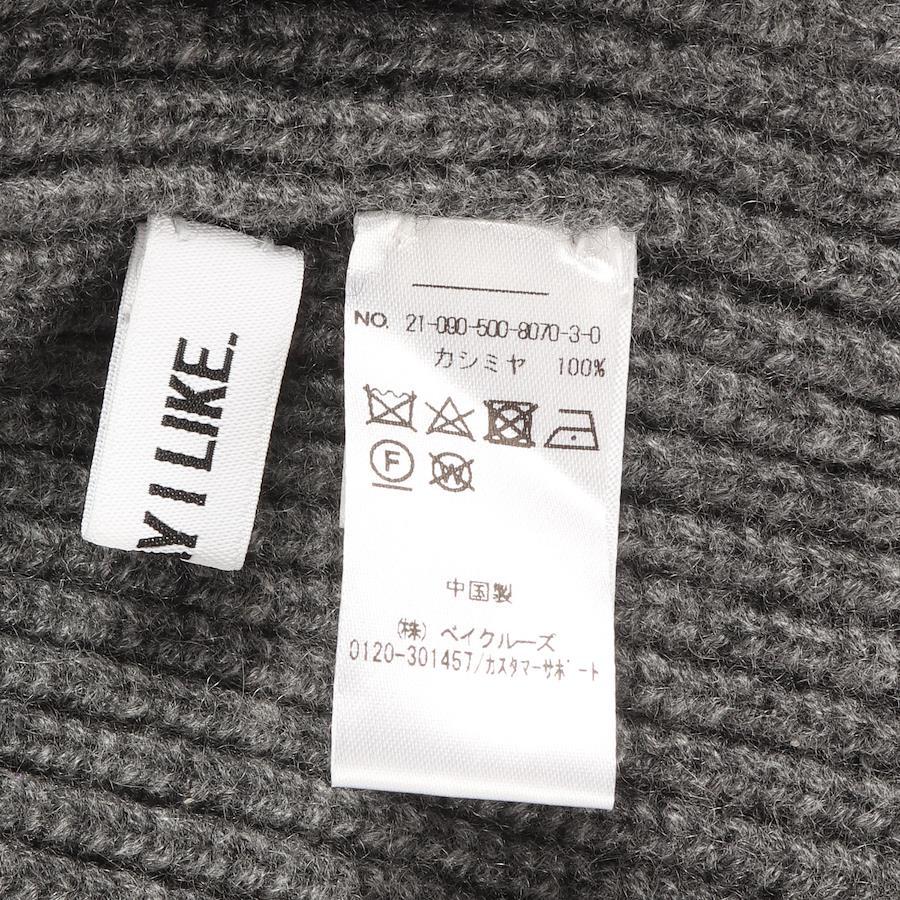 Y I LIKE.
NO. 21-090-500-8070-3-0
カシミヤ 100%
F
W
中国製
(株) ベイクルーズ
0120-301457/カスタマーサポート